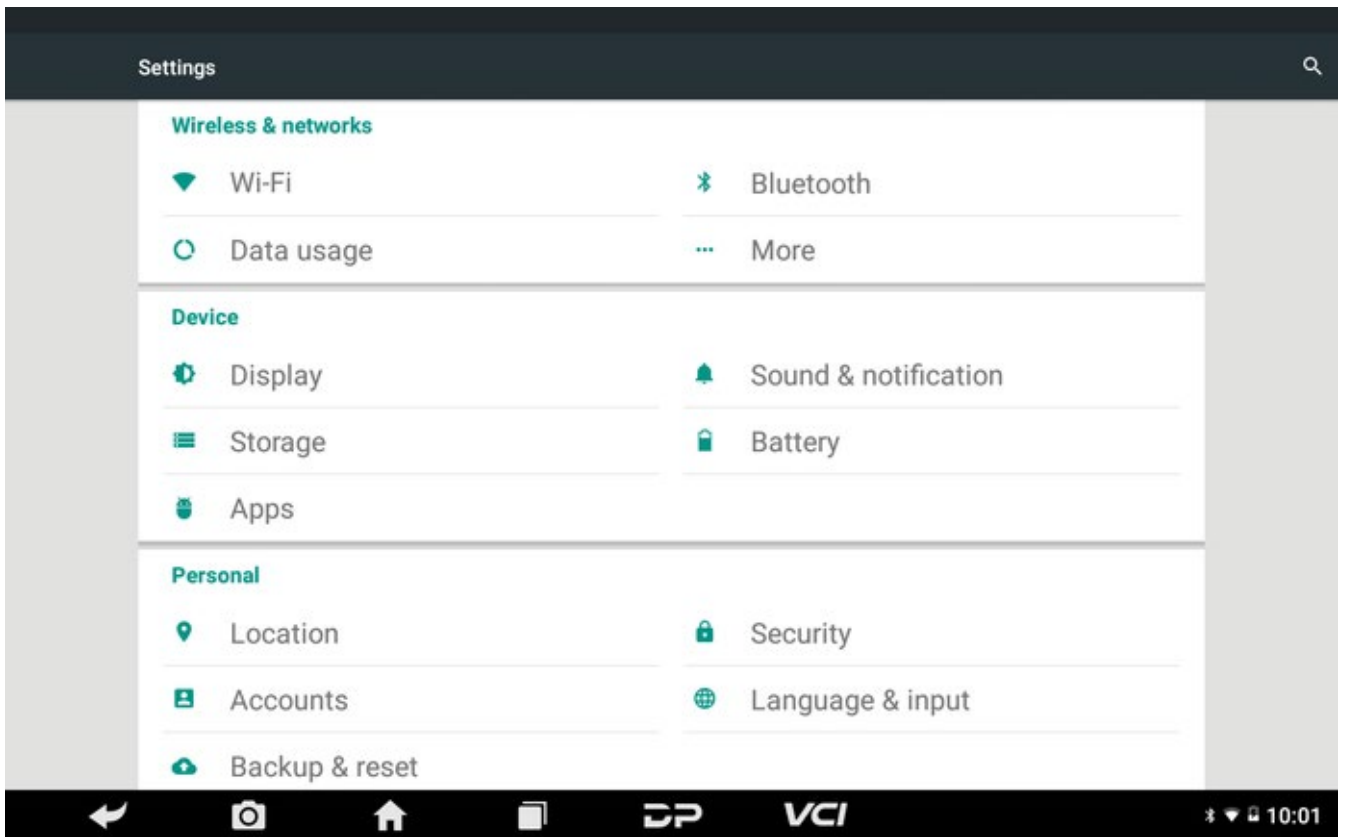 Settings
Wireless & networks
Wi-Fi Bluetooth
Data usage More
Device
Display Sound & notification
Storage Battery
Apps
Personal
Location Security
Accounts Language & input
Backup & reset
DP VCI 10:01